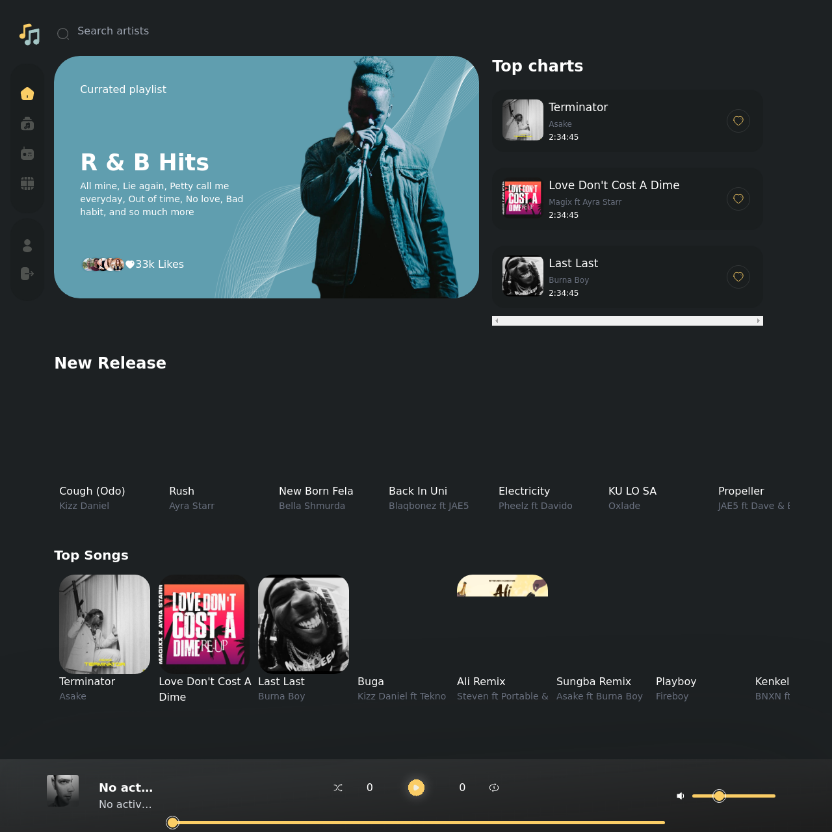 Search artists
Currated playlist
R & B Hits
All mine, Lie again, Petty call me
everyday, Out of time, No love, Bad
habit, and so much more
33k Likes
Top charts
Terminator
Asake
2:34:45
Love Don't Cost A Dime
Magix ft Ayra Starr
2:34:45
Last Last
Burna Boy
2:34:45
New Release
Cough (Odo)
Kizz Daniel
Rush
Ayra Starr
New Born Fela
Bella Shmurda
Back In Uni
Blaqbonez ft JAE5
Electricity
Pheelz ft Davido
KU LO SA
Oxlade
Propeller
JAE5 ft Dave & B
Top Songs
TERMINATOR
MAGIXX X AYRA STARR
LOVE DON'T
COST A
DIME RE-UP
Ali
Terminator
Asake
Love Don't Cost A
Dime
Last Last
Burna Boy
Buga
Kizz Daniel ft Tekno
Ali Remix
Steven ft Portable &
Sungba Remix
Asake ft Burna Boy
Playboy
Fireboy
Kenkel
BNXN ft
No act...
No activ...
0
0